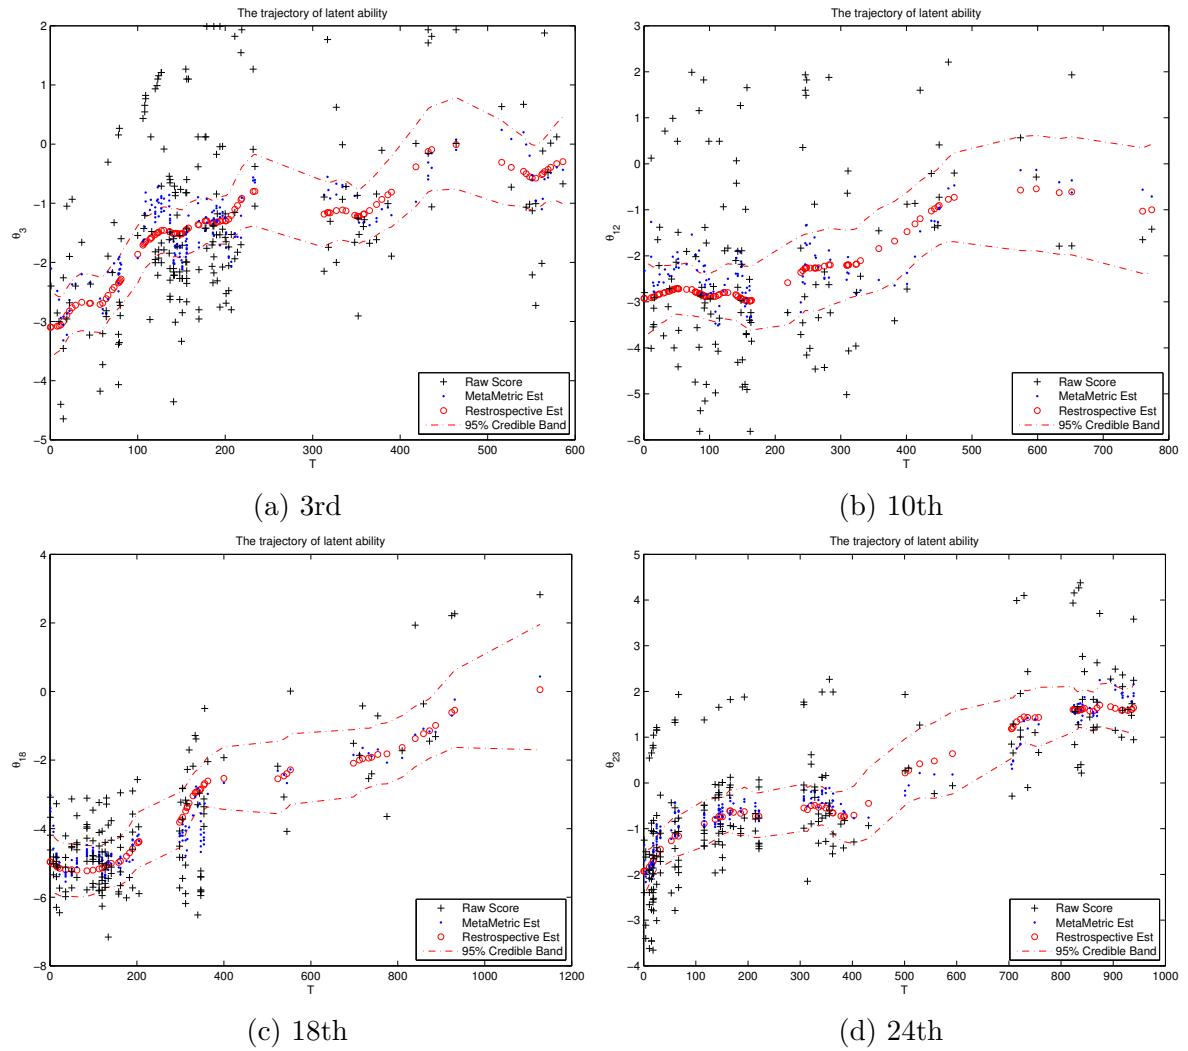 The trajectory of latent ability
The trajectory of latent ability
2
1
0
−1
−2
−3
−4
−5
θ3
0 100 200 300 400 500 600
T
Raw Score
MetaMetric Est
Restrospective Est
95% Credible Band
3
2
1
0
−1
−2
−3
−4
−5
−6
θ12
0 100 200 300 400 500 600 700 800
T
Raw Score
MetaMetric Est
Restrospective Est
95% Credible Band
(a) 3rd
(b) 10th
The trajectory of latent ability
The trajectory of latent ability
4
2
0
−2
−4
−6
−8
θ18
0 200 400 600 800 1000 1200
T
Raw Score
MetaMetric Est
Restrospective Est
95% Credible Band
5
4
3
2
1
0
−1
−2
−3
−4
θ23
0 100 200 300 400 500 600 700 800 900 1000
T
Raw Score
MetaMetric Est
Restrospective Est
95% Credible Band
(c) 18th
(d) 24th